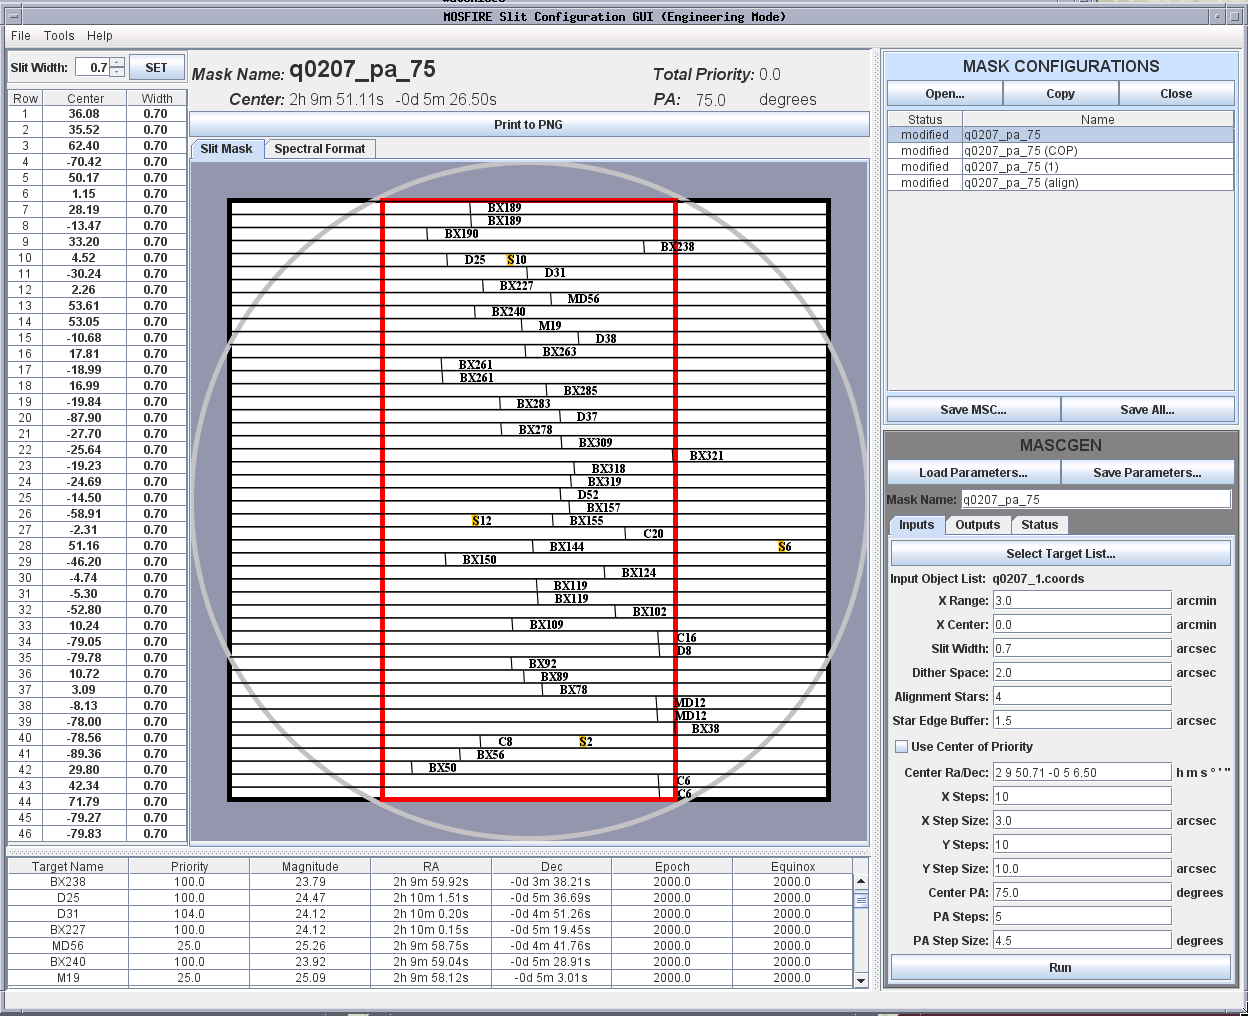 MOSFIRE Slit Configuration GUI (Engineering Mode)
File Tools Help
Slit Width: 0.7 SET
Mask Name: q0207_pa_75
Total Priority: 0.0
Center: 2h 9m 51.11s -0d 5m 26.50s
PA: 75.0 degrees
Print to PNG
Slit Mask Spectral Format
Row Center Width
1 36.08 0.70
2 35.52 0.70
3 62.40 0.70
4 -70.42 0.70
5 50.17 0.70
6 1.15 0.70
7 28.19 0.70
8 -13.47 0.70
9 33.20 0.70
10 4.52 0.70
11 -30.24 0.70
12 2.26 0.70
13 53.61 0.70
14 53.05 0.70
15 -10.68 0.70
16 17.81 0.70
17 -18.99 0.70
18 16.99 0.70
19 -19.84 0.70
20 -87.90 0.70
21 -27.70 0.70
22 -25.64 0.70
23 -19.23 0.70
24 -24.69 0.70
25 -14.50 0.70
26 -58.91 0.70
27 -2.31 0.70
28 51.16 0.70
29 -46.20 0.70
30 -4.74 0.70
31 -5.30 0.70
32 -52.80 0.70
33 10.24 0.70
34 -79.05 0.70
35 -79.78 0.70
36 10.72 0.70
37 3.09 0.70
38 -8.13 0.70
39 -78.00 0.70
40 -78.56 0.70
41 -89.36 0.70
42 29.80 0.70
43 42.34 0.70
44 71.79 0.70
45 -79.27 0.70
46 -79.83 0.70
BX189
BX189
BX190
BX238
D25 S10
D31
BX227
MD56
BX240
M19
D38
BX263
BX261
BX261
BX285
BX283
D37
BX278
BX309
BX321
BX318
BX319
D52
BX157
S12 BX155
C20
BX144 S6
BX150
BX124
BX119
BX119
BX102
BX109
C16
D8
BX92
BX89
BX78
MD12
MD12
BX38
C8 S2
BX56
BX50
C6
C6
Target Name Priority Magnitude RA Dec Epoch Equinox
BX238 100.0 23.79 2h 9m 59.92s -0d 3m 38.21s 2000.0 2000.0
D25 100.0 24.47 2h 10m 1.51s -0d 5m 36.69s 2000.0 2000.0
D31 104.0 24.12 2h 10m 0.20s -0d 4m 51.26s 2000.0 2000.0
BX227 100.0 24.12 2h 10m 0.15s -0d 5m 19.45s 2000.0 2000.0
MD56 25.0 25.26 2h 9m 58.75s -0d 4m 41.76s 2000.0 2000.0
BX240 100.0 23.92 2h 9m 59.04s -0d 5m 28.91s 2000.0 2000.0
M19 25.0 25.09 2h 9m 58.12s -0d 5m 3.01s 2000.0 2000.0
MASK CONFIGURATIONS
Open... Copy Close
Status Name
modified q0207_pa_75
modified q0207_pa_75 (COP)
modified q0207_pa_75 (1)
modified q0207_pa_75 (align)
Save MSC... Save All...
MASCGEN
Load Parameters... Save Parameters...
Mask Name: q0207_pa_75
Inputs Outputs Status
Select Target List...
Input Object List: q0207_1.coords
X Range: 3.0 arcmin
X Center: 0.0 arcmin
Slit Width: 0.7 arcsec
Dither Space: 2.0 arcsec
Alignment Stars: 4
Star Edge Buffer: 1.5 arcsec
Use Center of Priority
Center Ra/Dec: 2 9 50.71 -0 5 6.50 h m s ° ' "
X Steps: 10
X Step Size: 3.0 arcsec
Y Steps: 10
Y Step Size: 10.0 arcsec
Center PA: 75.0 degrees
PA Steps: 5
PA Step Size: 4.5 degrees
Run